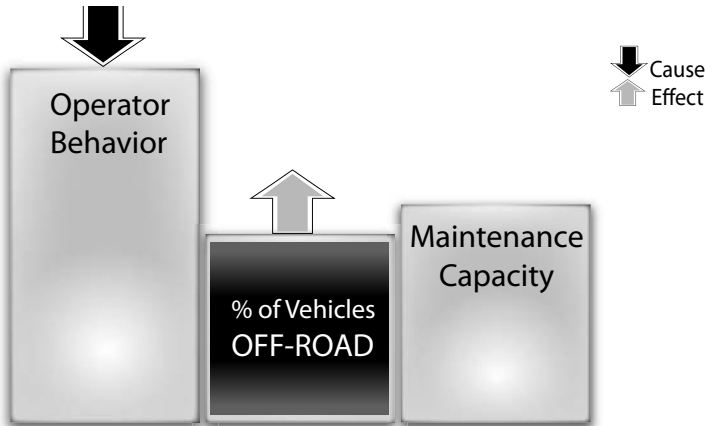 Operator
Behavior
% of Vehicles
OFF-ROAD
Maintenance
Capacity
Cause
Effect